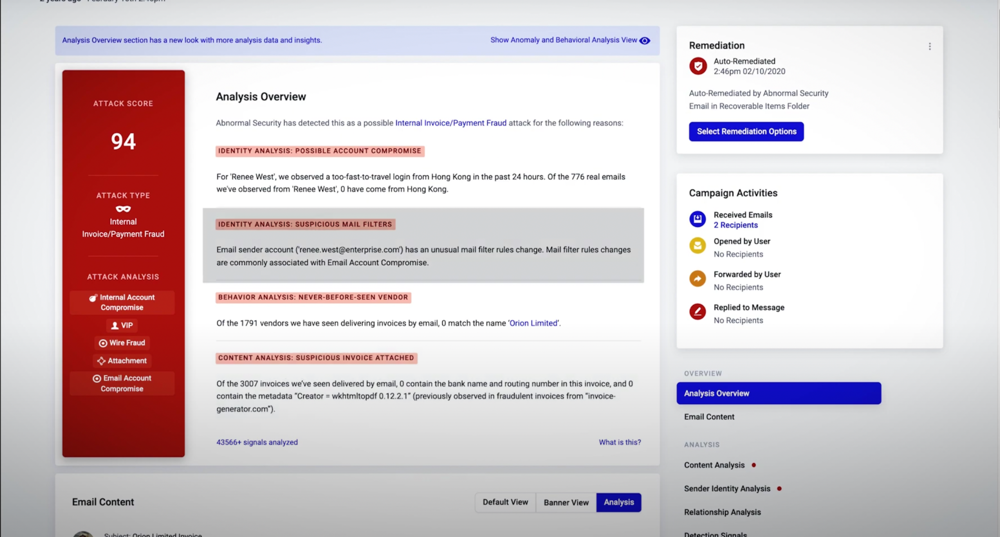 2 years ago
Analysis Overview section has a new look with more analysis data and insights.
Show Anomaly and Behavioral Analysis View
ATTACK SCORE
94
ATTACK TYPE
Internal
Invoice/Payment Fraud
ATTACK ANALYSIS
Internal Account
Compromise
VIP
Wire Fraud
Attachment
Email Account
Compromise
Analysis Overview
Abnormal Security has detected this as a possible Internal Invoice/Payment Fraud attack for the following reasons:
IDENTITY ANALYSIS: POSSIBLE ACCOUNT COMPROMISE
For 'Renee West', we observed a too-fast-to-travel login from Hong Kong in the past 24 hours. Of the 776 real emails
we've observed from 'Renee West', 0 have come from Hong Kong.
IDENTITY ANALYSIS: SUSPICIOUS MAIL FILTERS
Email sender account ('renee.west@enterprise.com') has an unusual mail filter rules change. Mail filter rules changes
are commonly associated with Email Account Compromise.
BEHAVIOR ANALYSIS: NEVER-BEFORE-SEEN VENDOR
Of the 1791 vendors we have seen delivering invoices by email, 0 match the name ‘Orion Limited’.
CONTENT ANALYSIS: SUSPICIOUS INVOICE ATTACHED
Of the 3007 invoices we’ve seen delivered by email, 0 contain the bank name and routing number in this invoice, and 0
contain the metadata “Creator = wkhtmltopdf 0.12.2.1” (previously observed in fraudulent invoices from “invoice-
generator.com”).
43566+ signals analyzed
What is this?
Email Content
Default View
Banner View
Analysis
Subject: Orion Limited Invoice
Remediation
Auto-Remediated
2:46pm 02/10/2020
Auto-Remediated by Abnormal Security
Email in Recoverable Items Folder
Select Remediation Options
Campaign Activities
Received Emails
2 Recipients
Opened by User
No Recipients
Forwarded by User
No Recipients
Replied to Message
No Recipients
OVERVIEW
Analysis Overview
Email Content
ANALYSIS
Content Analysis
Sender Identity Analysis
Relationship Analysis
Detection Signals